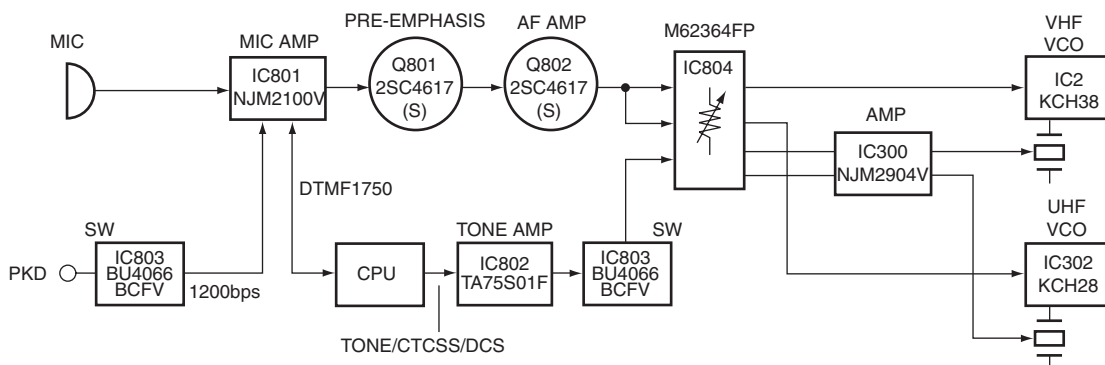 PRE-EMPHASIS
AF AMP
VHF
VCO
MIC
MIC AMP
M62364FP
IC801
NJM2100V
Q801
2SC4617
(S)
Q802
2SC4617
(S)
IC804
IC2
KCH38
AMP
IC300
NJM2904V
DTMF1750
SW
TONE AMP
SW
UHF
VCO
PKD
IC803
BU4066
BCFV
1200bps
CPU
IC802
TA75S01F
IC803
BU4066
BCFV
IC302
KCH28
TONE/CTCSS/DCS